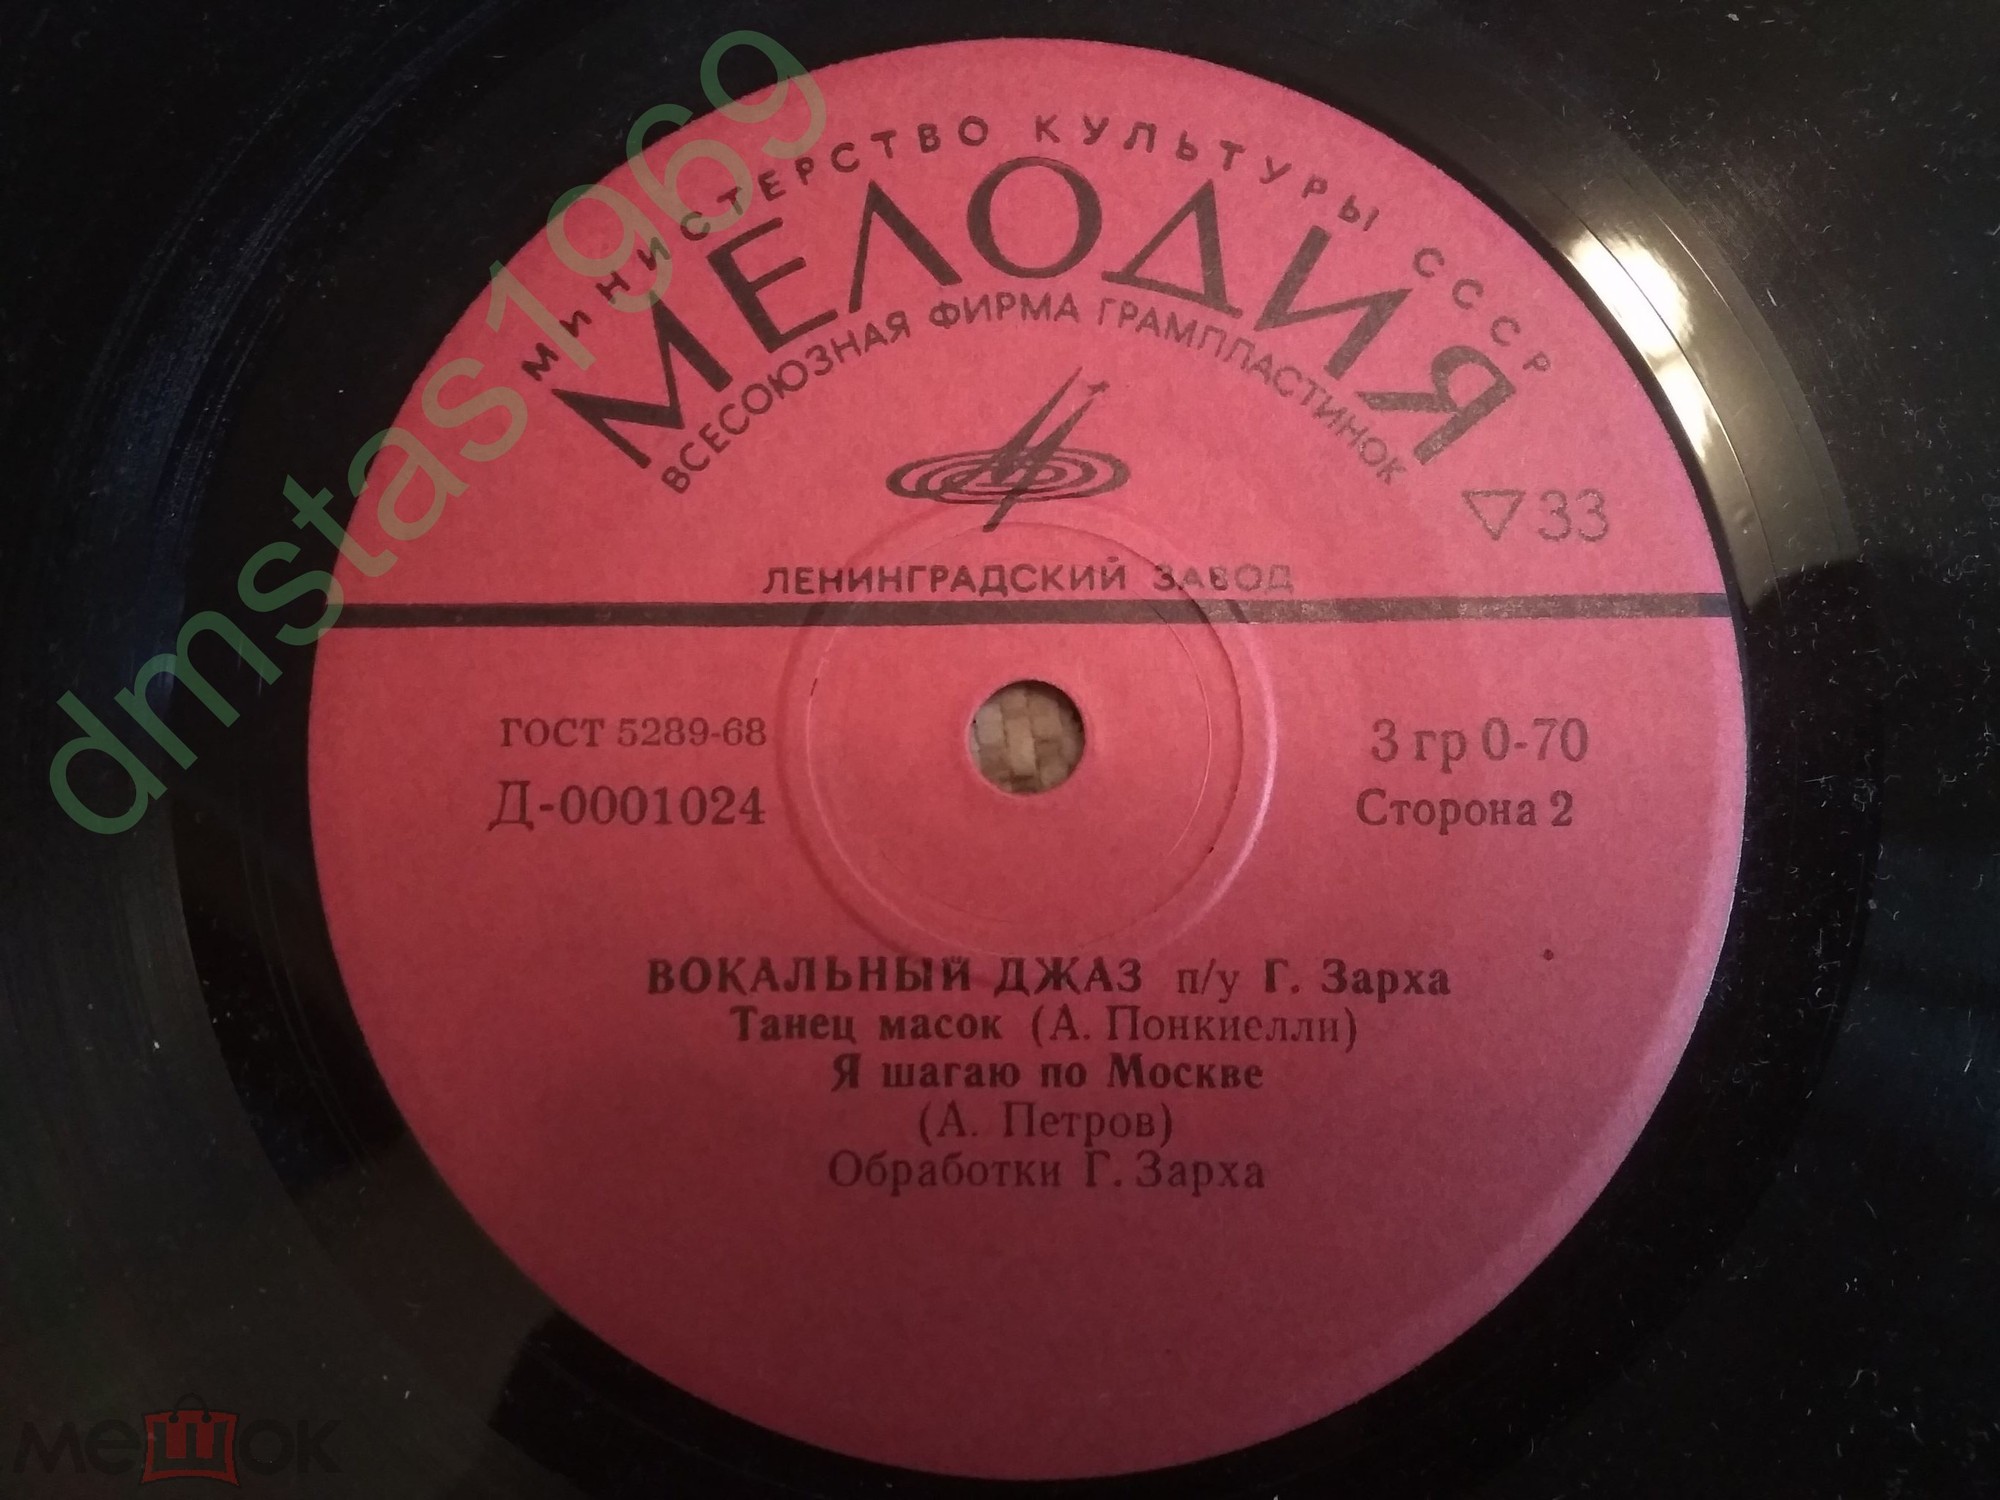 МИНИСТЕРСТВО КУЛЬТУРЫ СССР
МЕЛОДИЯ
ВСЕСОЮЗНАЯ ФИРМА ГРАМПЛАСТИНОК
33
ЛЕНИНГРАДСКИЙ ЗАВОД
ГОСТ 5289-68
Д-0001024
3 гр 0-70
Сторона 2
ВОКАЛЬНЫЙ ДЖАЗ п/у Г. Зарха
Танец масок (А. Понкиелли)
Я шагаю по Москве
(А. Петров)
Обработки Г. Зарха
dmstas1969
мешок